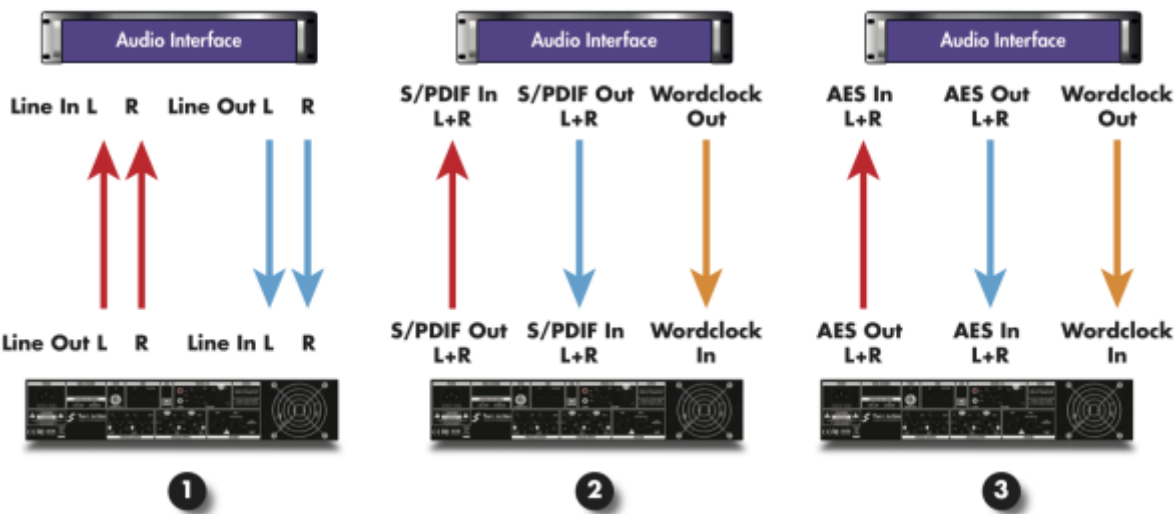 Audio Interface
Line In L R Line Out L R
Line Out L R Line In L R
1
Audio Interface
S/PDIF In S/PDIF Out Wordclock
L+R L+R Out
S/PDIF Out S/PDIF In Wordclock
L+R L+R In
2
Audio Interface
AES In AES Out Wordclock
L+R L+R Out
AES Out AES In Wordclock
L+R L+R In
3